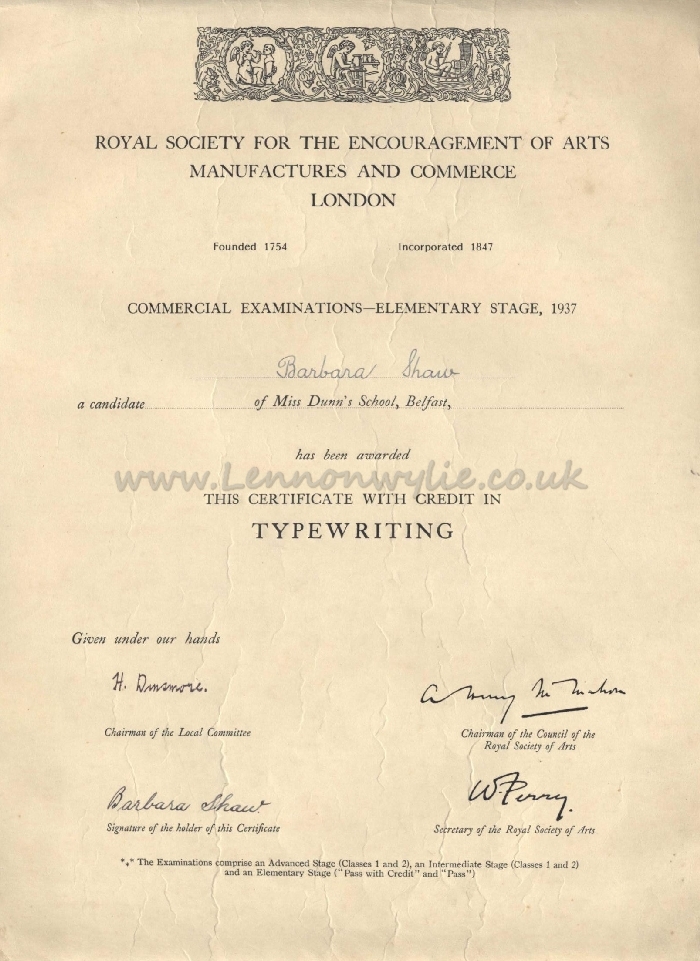 ROYAL SOCIETY FOR THE ENCOURAGEMENT OF ARTS
MANUFACTURES AND COMMERCE
LONDON
Founded 1754 Incorporated 1847
COMMERCIAL EXAMINATIONS—ELEMENTARY STAGE, 1937
Barbara Shaw
a candidate of Miss Dunn's School, Belfast,
has been awarded
www.Lennonwylie.co.uk
THIS CERTIFICATE WITH CREDIT IN
TYPEWRITING
Given under our hands
H. Dinsmore. A Henry McMahon
Chairman of the Local Committee Chairman of the Council of the
Royal Society of Arts
Barbara Shaw W Perry.
Signature of the holder of this Certificate Secretary of the Royal Society of Arts
*⁎* The Examinations comprise an Advanced Stage (Classes 1 and 2), an Intermediate Stage (Classes 1 and 2)
and an Elementary Stage ("Pass with Credit" and "Pass")